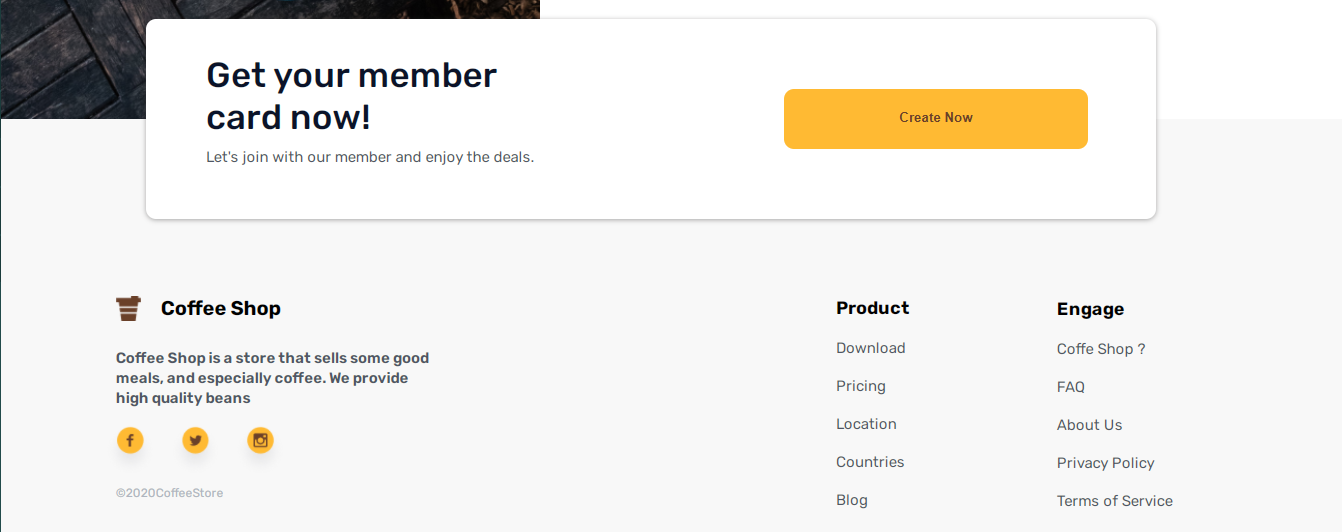 Get your member
card now!
Let's join with our member and enjoy the deals.
Create Now
Coffee Shop
Coffee Shop is a store that sells some good
meals, and especially coffee. We provide
high quality beans
©2020CoffeeStore
Product
Download
Pricing
Location
Countries
Blog
Engage
Coffe Shop ?
FAQ
About Us
Privacy Policy
Terms of Service